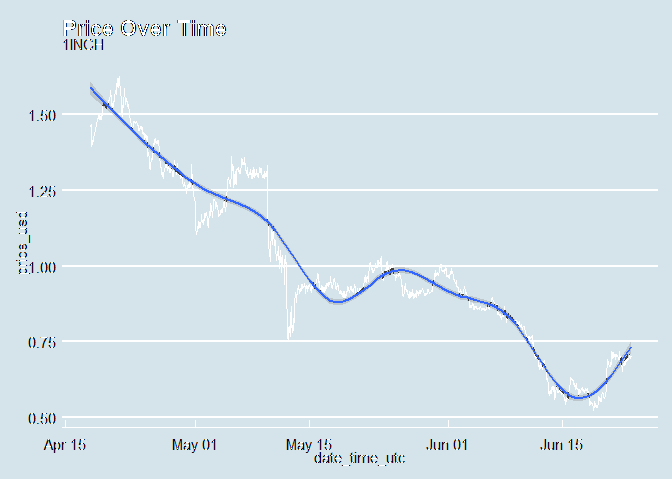 Price Over Time
1INCH
1.50
1.25
1.00
0.75
0.50
price_usd
Apr 15 May 01 May 15 Jun 01 Jun 15
date_time_utc